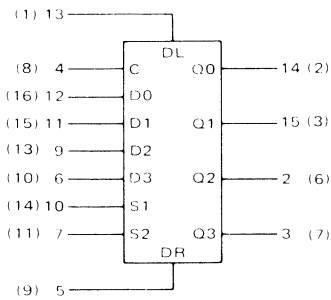 (1) 13
DL
(8) 4 C Q0 14 (2)
(16) 12 D0
(15) 11 D1 Q1 15 (3)
(13) 9 D2
(10) 6 D3 Q2 2 (6)
(14) 10 S1
(11) 7 S2 Q3 3 (7)
DR
(9) 5